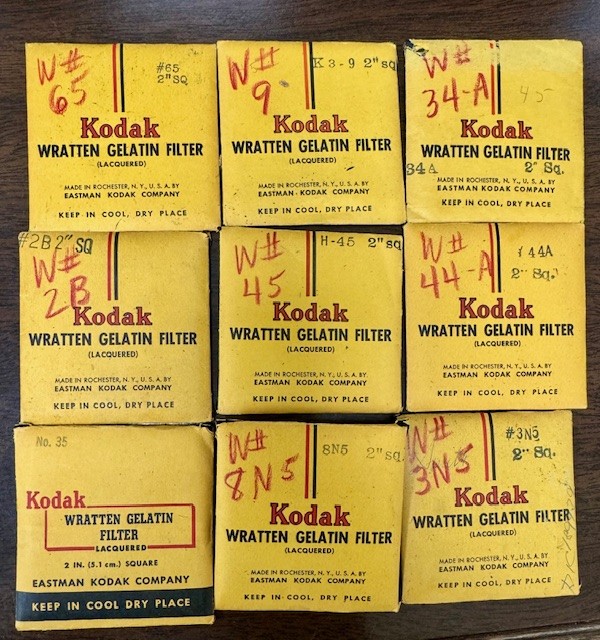 W#
65
#65
2"SQ
Kodak
WRATTEN GELATIN FILTER
(LACQUERED)
MADE IN ROCHESTER, N. Y., U. S. A. BY
EASTMAN KODAK COMPANY
KEEP IN COOL, DRY PLACE
W#
9
K 3-9 2" sq
Kodak
WRATTEN GELATIN FILTER
(LACQUERED)
MADE IN ROCHESTER, N. Y., U. S. A. BY
EASTMAN KODAK COMPANY
KEEP IN COOL, DRY PLACE
W#
34-A
45
Kodak
WRATTEN GELATIN FILTER
(LACQUERED)
34A 2" Sq.
MADE IN ROCHESTER, N. Y., U. S. A. BY
EASTMAN KODAK COMPANY
KEEP IN COOL, DRY PLACE
#2B 2" SQ
W#
2B
Kodak
WRATTEN GELATIN FILTER
(LACQUERED)
MADE IN ROCHESTER, N. Y., U. S. A. BY
EASTMAN KODAK COMPANY
KEEP IN COOL, DRY PLACE
W#
45
H-45 2"sq
Kodak
WRATTEN GELATIN FILTER
(LACQUERED)
MADE IN ROCHESTER, N. Y., U. S. A. BY
EASTMAN KODAK COMPANY
KEEP IN COOL, DRY PLACE
W#
44-A
44A
2" Sq.
Kodak
WRATTEN GELATIN FILTER
(LACQUERED)
MADE IN ROCHESTER, N. Y., U. S. A. BY
EASTMAN KODAK COMPANY
KEEP IN COOL, DRY PLACE
No. 35
Kodak
WRATTEN GELATIN
FILTER
LACQUERED
2 IN. (5.1 cm.) SQUARE
EASTMAN KODAK COMPANY
KEEP IN COOL DRY PLACE
W#
8N5
8N5 2"sq.
Kodak
WRATTEN GELATIN FILTER
(LACQUERED)
MADE IN ROCHESTER, N. Y., U. S. A. BY
EASTMAN KODAK COMPANY
KEEP IN COOL, DRY PLACE
W#
3N5
#3N5
2" Sq.
Kodak
WRATTEN GELATIN FILTER
(LACQUERED)
MADE IN ROCHESTER, N. Y., U. S. A. BY
EASTMAN KODAK COMPANY
KEEP IN COOL, DRY PLACE